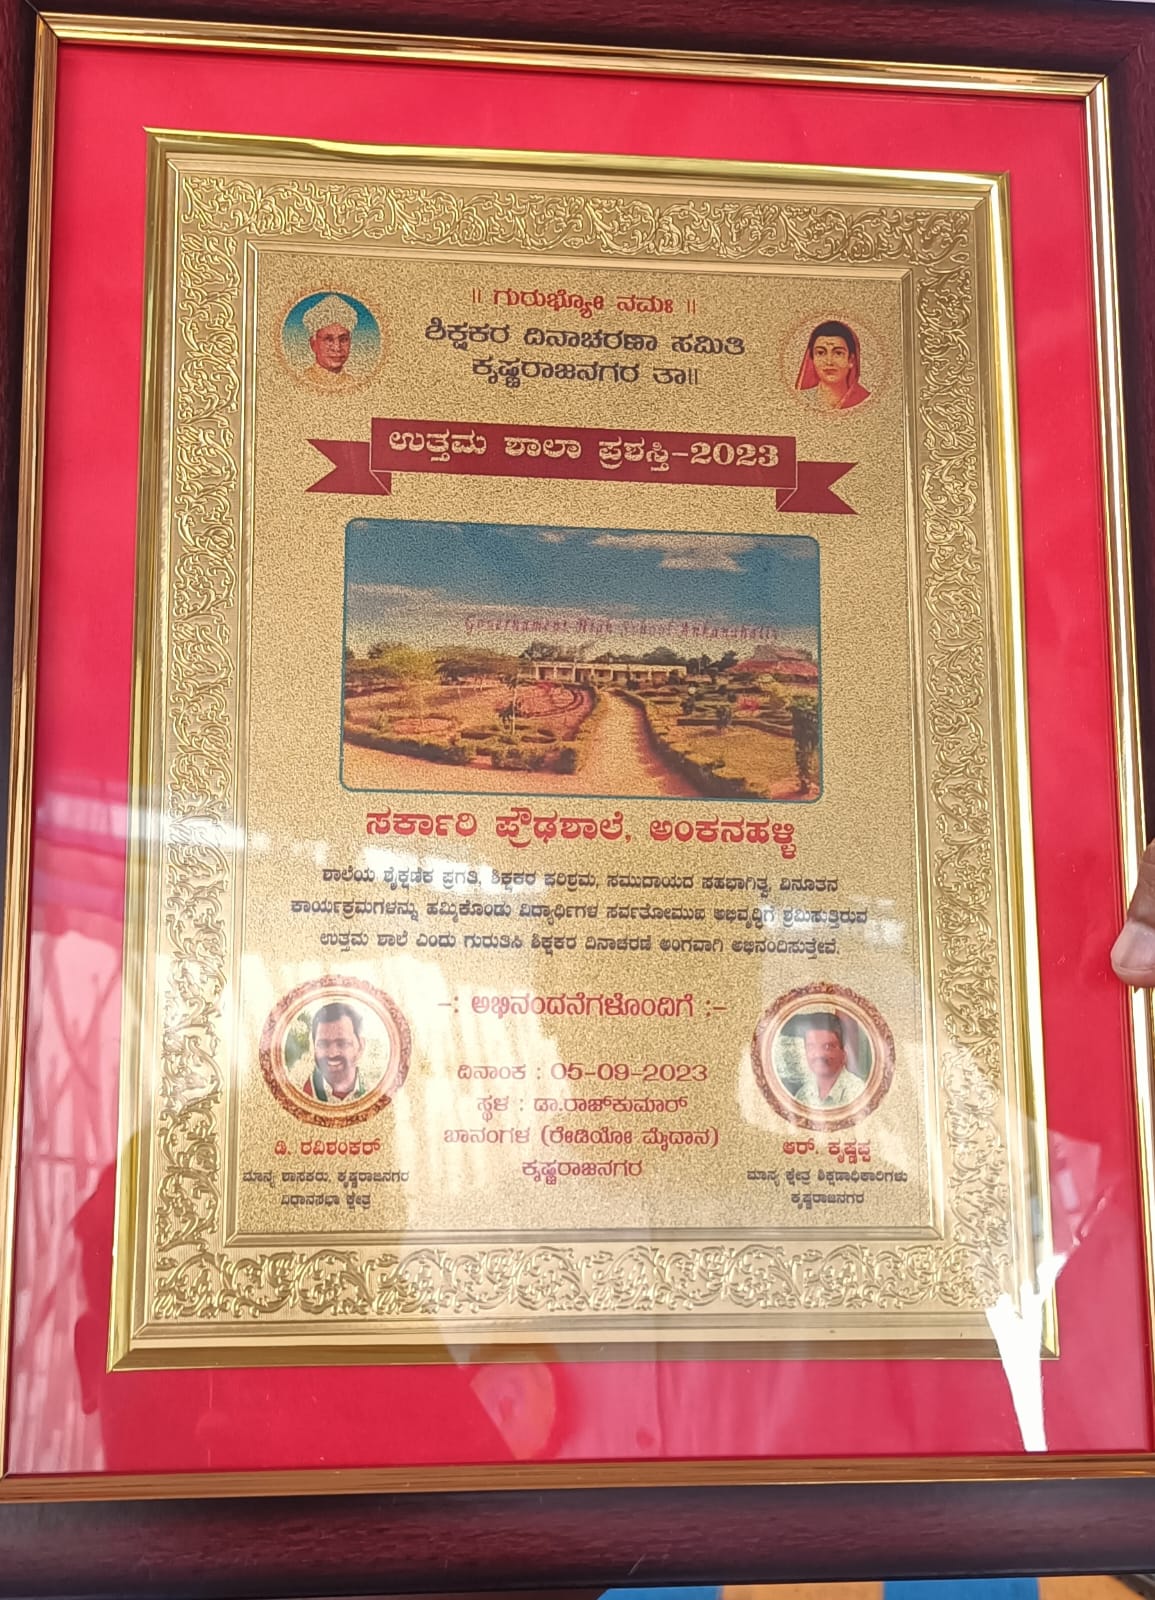 ॥ ಗುರುಭ್ಯೋ ನಮಃ ॥
ಶಿಕ್ಷಕರ ದಿನಾಚರಣಾ ಸಮಿತಿ
ಕೃಷ್ಣರಾಜನಗರ ತಾ॥
ಉತ್ತಮ ಶಾಲಾ ಪ್ರಶಸ್ತಿ-2023
Governament High School Ankanahalli
ಸರ್ಕಾರಿ ಪ್ರೌಢಶಾಲೆ, ಅಂಕನಹಳ್ಳಿ
ಶಾಲೆಯ ಶೈಕ್ಷಣಿಕ ಪ್ರಗತಿ, ಶಿಕ್ಷಕರ ಪರಿಶ್ರಮ, ಸಮುದಾಯದ ಸಹಭಾಗಿತ್ವ, ವಿನೂತನ
ಕಾರ್ಯಕ್ರಮಗಳನ್ನು ಹಮ್ಮಿಕೊಂಡು ವಿದ್ಯಾರ್ಥಿಗಳ ಸರ್ವತೋಮುಖ ಅಭಿವೃದ್ಧಿಗೆ ಶ್ರಮಿಸುತ್ತಿರುವ
ಉತ್ತಮ ಶಾಲೆ ಎಂದು ಗುರುತಿಸಿ ಶಿಕ್ಷಕರ ದಿನಾಚರಣೆ ಅಂಗವಾಗಿ ಅಭಿನಂದಿಸುತ್ತೇವೆ.
-: ಅಭಿನಂದನೆಗಳೊಂದಿಗೆ :-
ದಿನಾಂಕ : 05-09-2023
ಸ್ಥಳ : ಡಾ.ರಾಜ್‌ಕುಮಾರ್
ಬಾನಂಗಳ (ರೇಡಿಯೋ ಮೈದಾನ)
ಕೃಷ್ಣರಾಜನಗರ
ಡಿ. ರವಿಶಂಕರ್
ಮಾನ್ಯ ಶಾಸಕರು, ಕೃಷ್ಣರಾಜನಗರ
ವಿಧಾನಸಭಾ ಕ್ಷೇತ್ರ
ಆರ್. ಕೃಷ್ಣಪ್ಪ
ಮಾನ್ಯ ಕ್ಷೇತ್ರ ಶಿಕ್ಷಣಾಧಿಕಾರಿಗಳು
ಕೃಷ್ಣರಾಜನಗರ